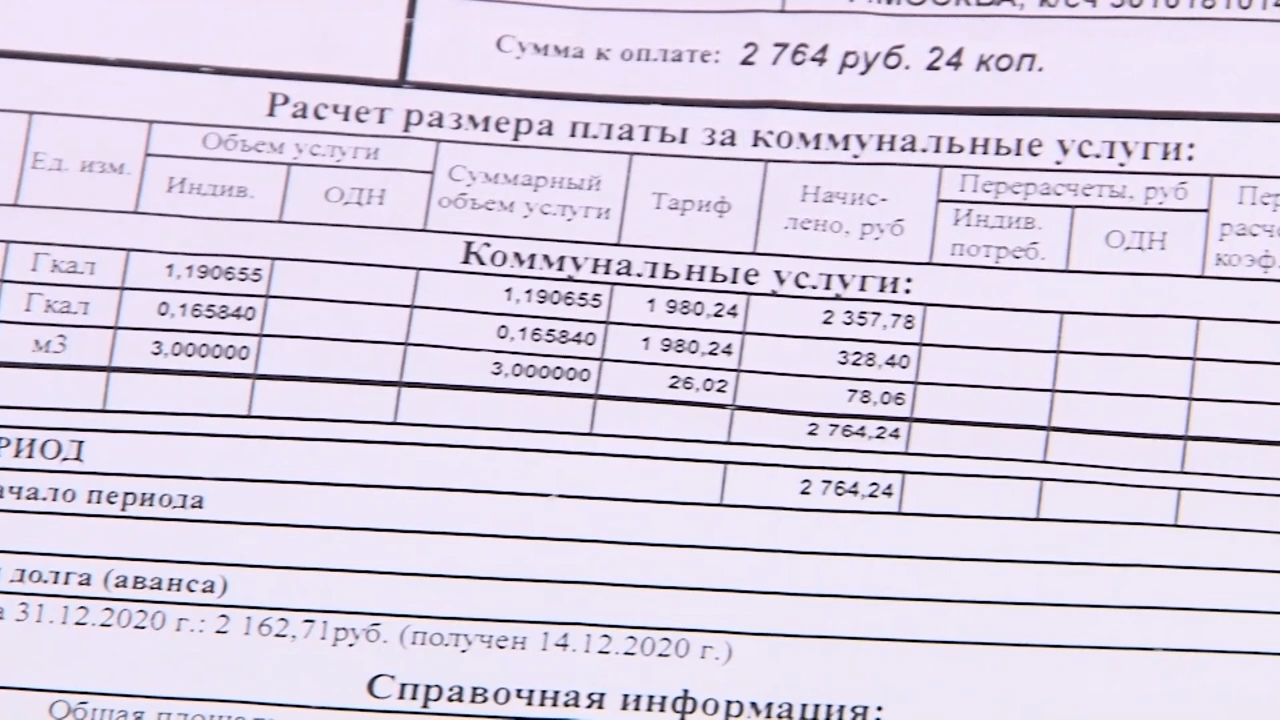 Сумма к оплате: 2 764 руб. 24 коп.
Расчет размера платы за коммунальные услуги:
Ед. изм.
Объем услуги
Индив.
ОДН
Суммарный
объем услуги
Тариф
Начис-
лено, руб
Перерасчеты, руб
Индив.
потреб.
ОДН
коэф.
Коммунальные услуги:
Гкал 1,190655 1,190655 1 980,24 2 357,78
Гкал 0,165840 0,165840 1 980,24 328,40
м3 3,000000 3,000000 26,02 78,06
2 764,24
РИОД 2 764,24
ачало периода
долга (аванса)
а 31.12.2020 г.: 2 162,71руб. (получен 14.12.2020 г.)
Справочная информация:
Общая